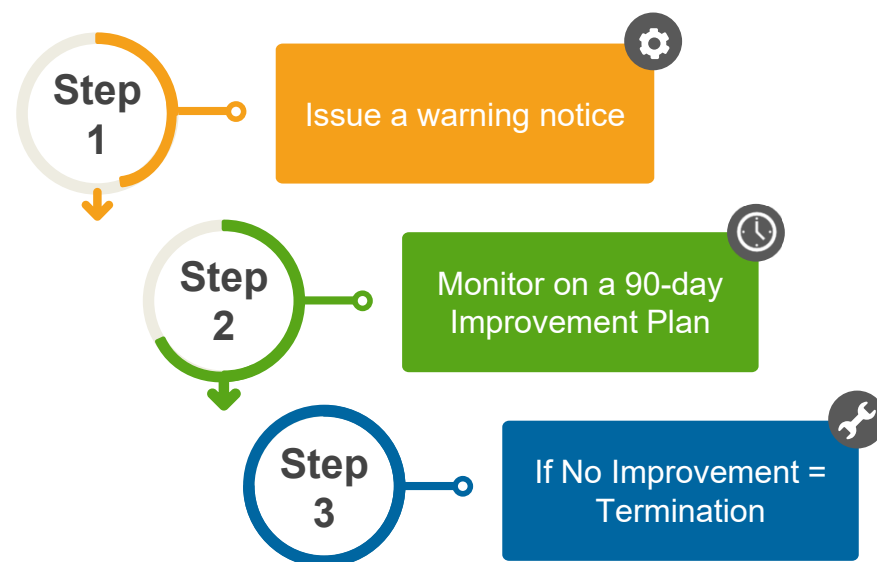 Step
1
Issue a warning notice
Step
2
Monitor on a 90-day
Improvement Plan
Step
3
If No Improvement =
Termination